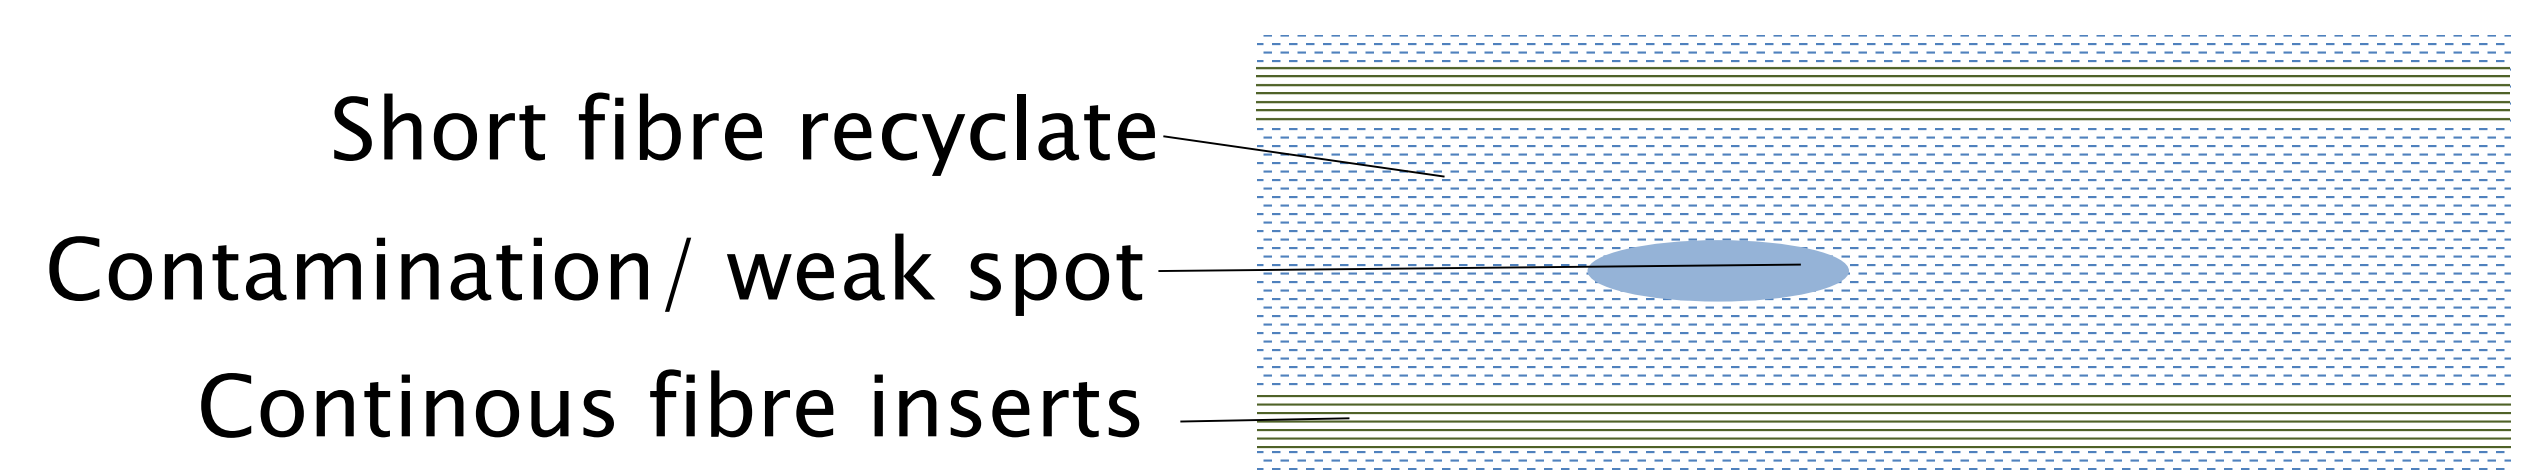 Short fibre recyclate
Contamination/ weak spot
Continous fibre inserts